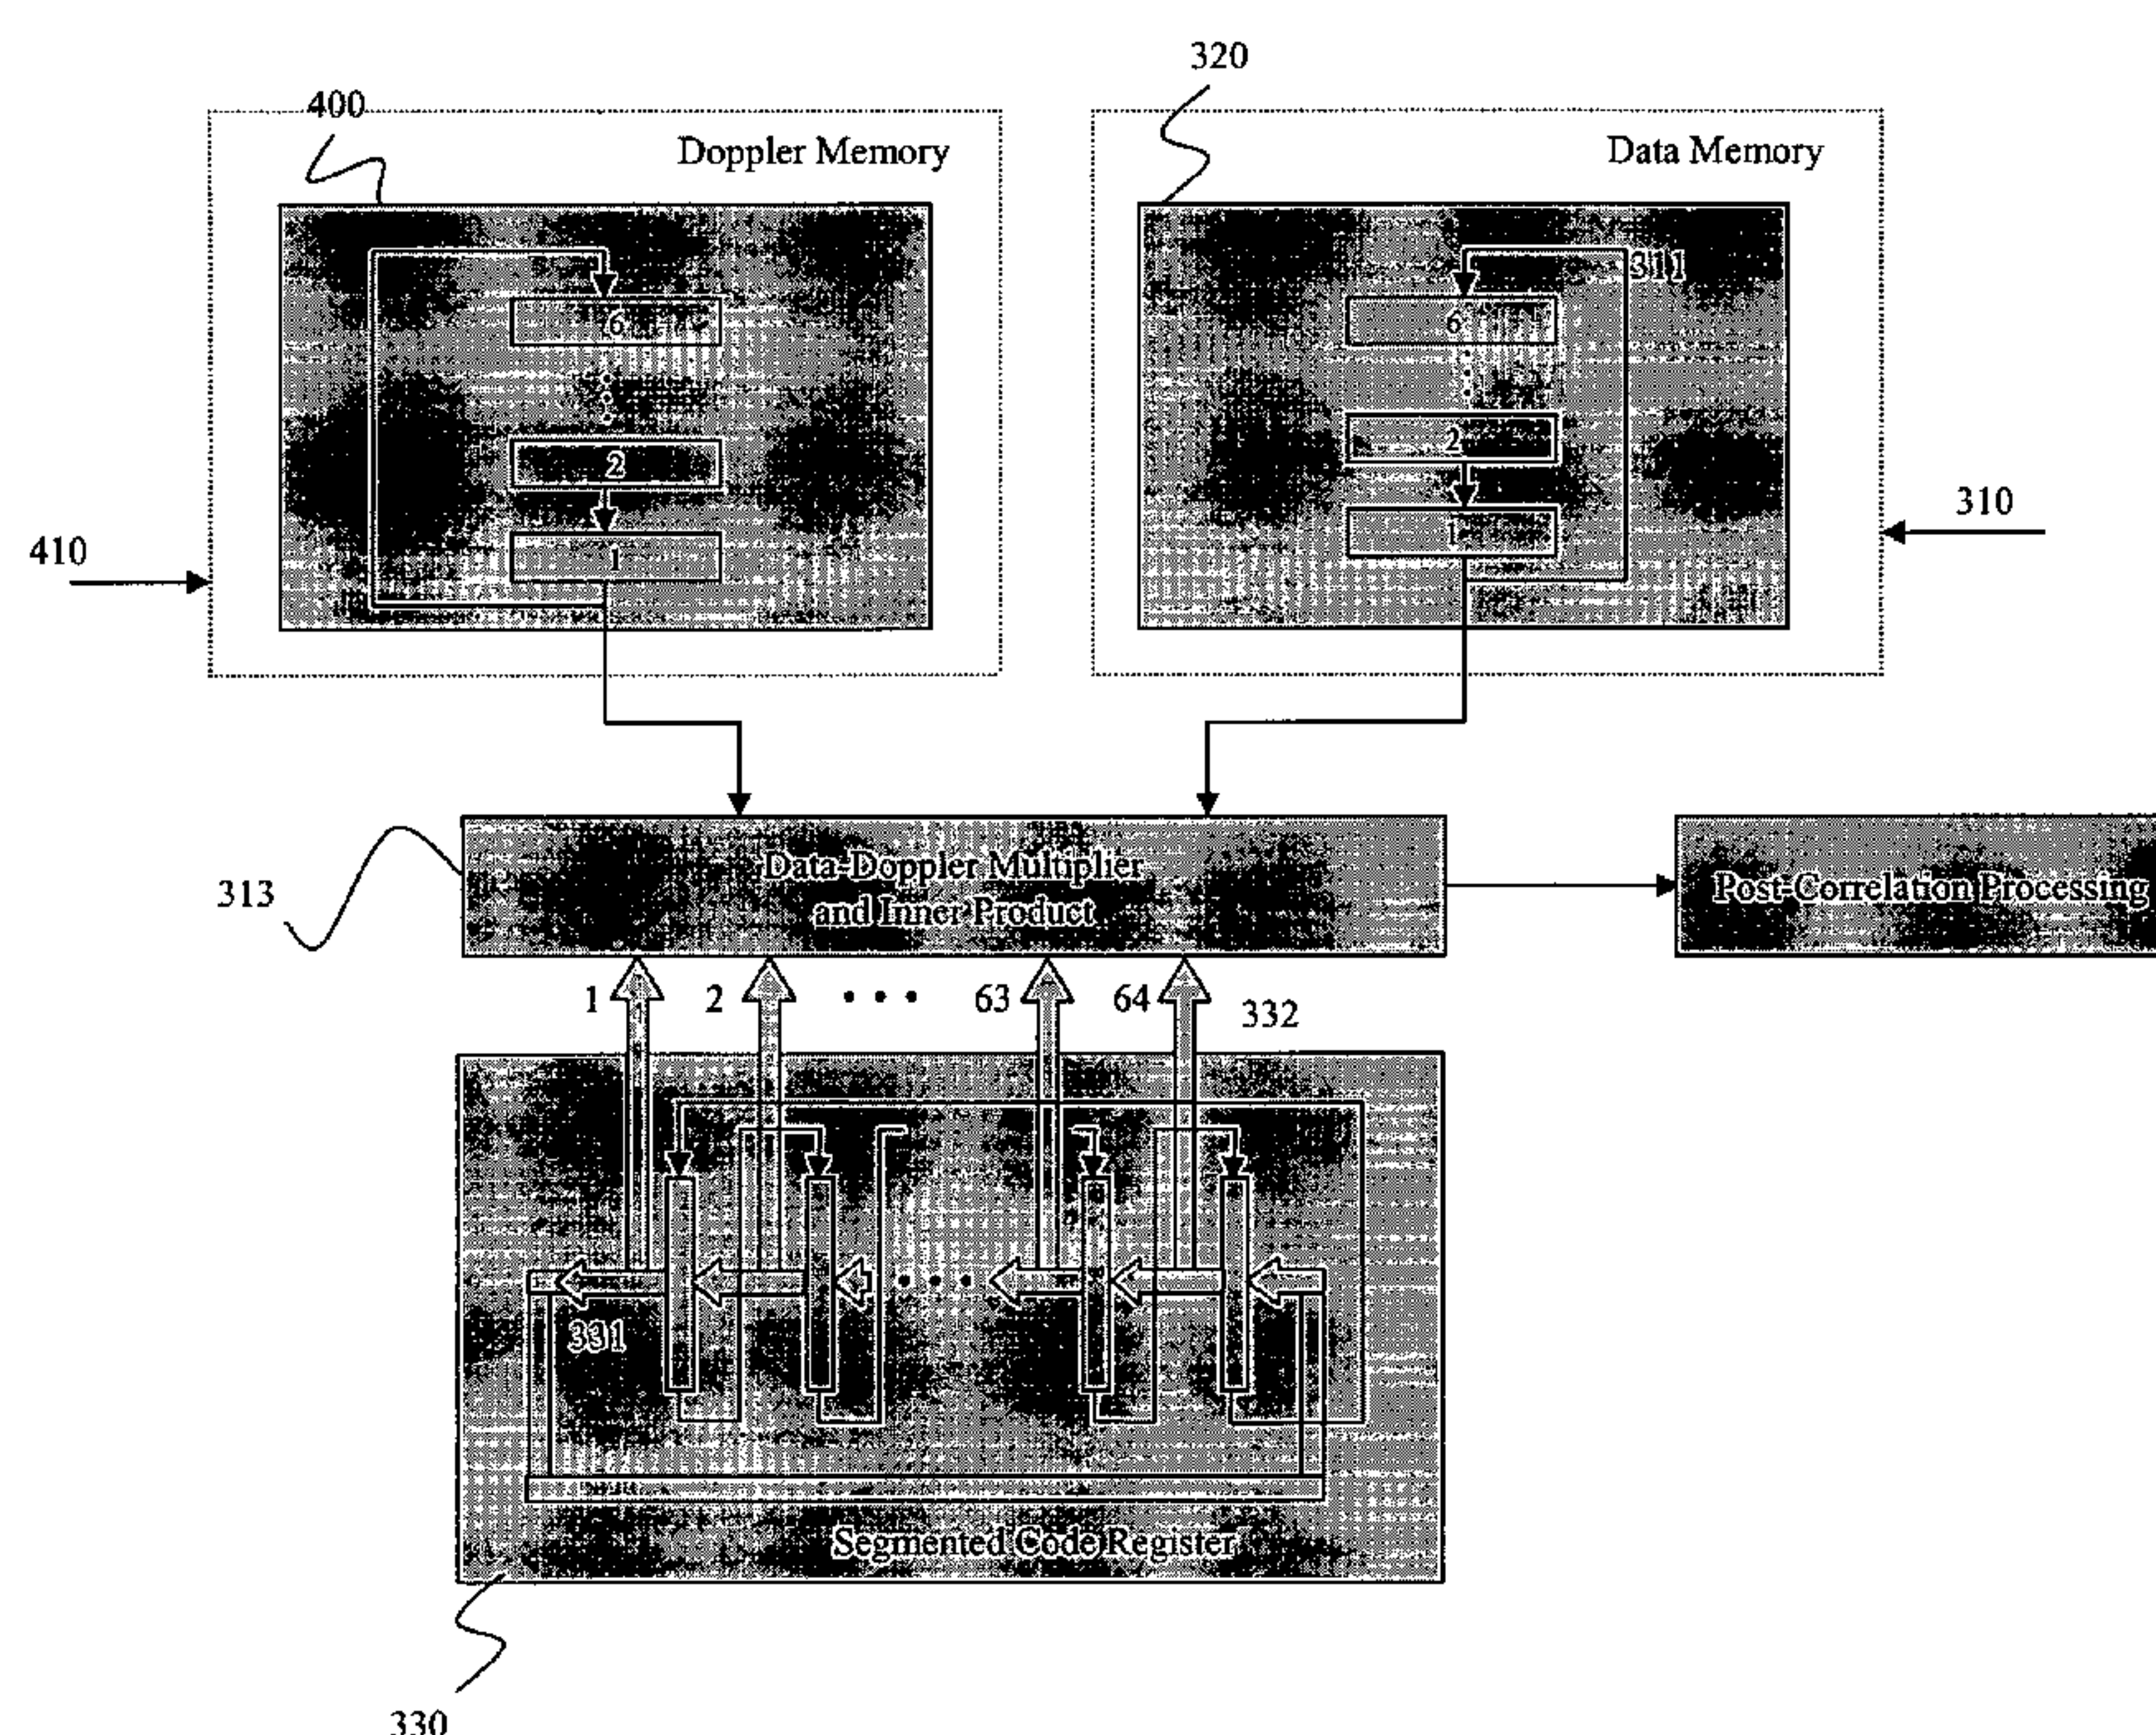 320
400
Doppler Memory
Data Memory
311
6
6
2
2
1
1
310
410
313
Data-Doppler Multiplier
and Inner Product
Post-Correlation Processing
1
2
• • •
63
64
332
331
Segmented Code Register
330